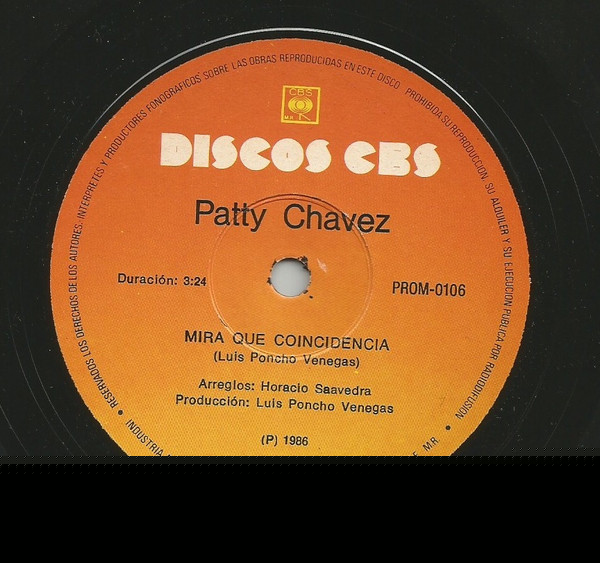 RESERVADOS LOS DERECHOS DE LOS AUTORES, INTERPRETES Y PRODUCTORES FONOGRAFICOS SOBRE LAS OBRAS REPRODUCIDAS EN ESTE DISCO. PROHIBIDA SU REPRODUCCION, SU ALQUILER Y SU EJECUCION PUBLICA POR RADIODIFUSION
CBS
M.R.
DISCOS CBS
Patty Chavez
Duración: 3:24
PROM-0106
MIRA QUE COINCIDENCIA
(Luis Poncho Venegas)
Arreglos: Horacio Saavedra
Producción: Luis Poncho Venegas
(P) 1986
INDUSTRIA
M.R.